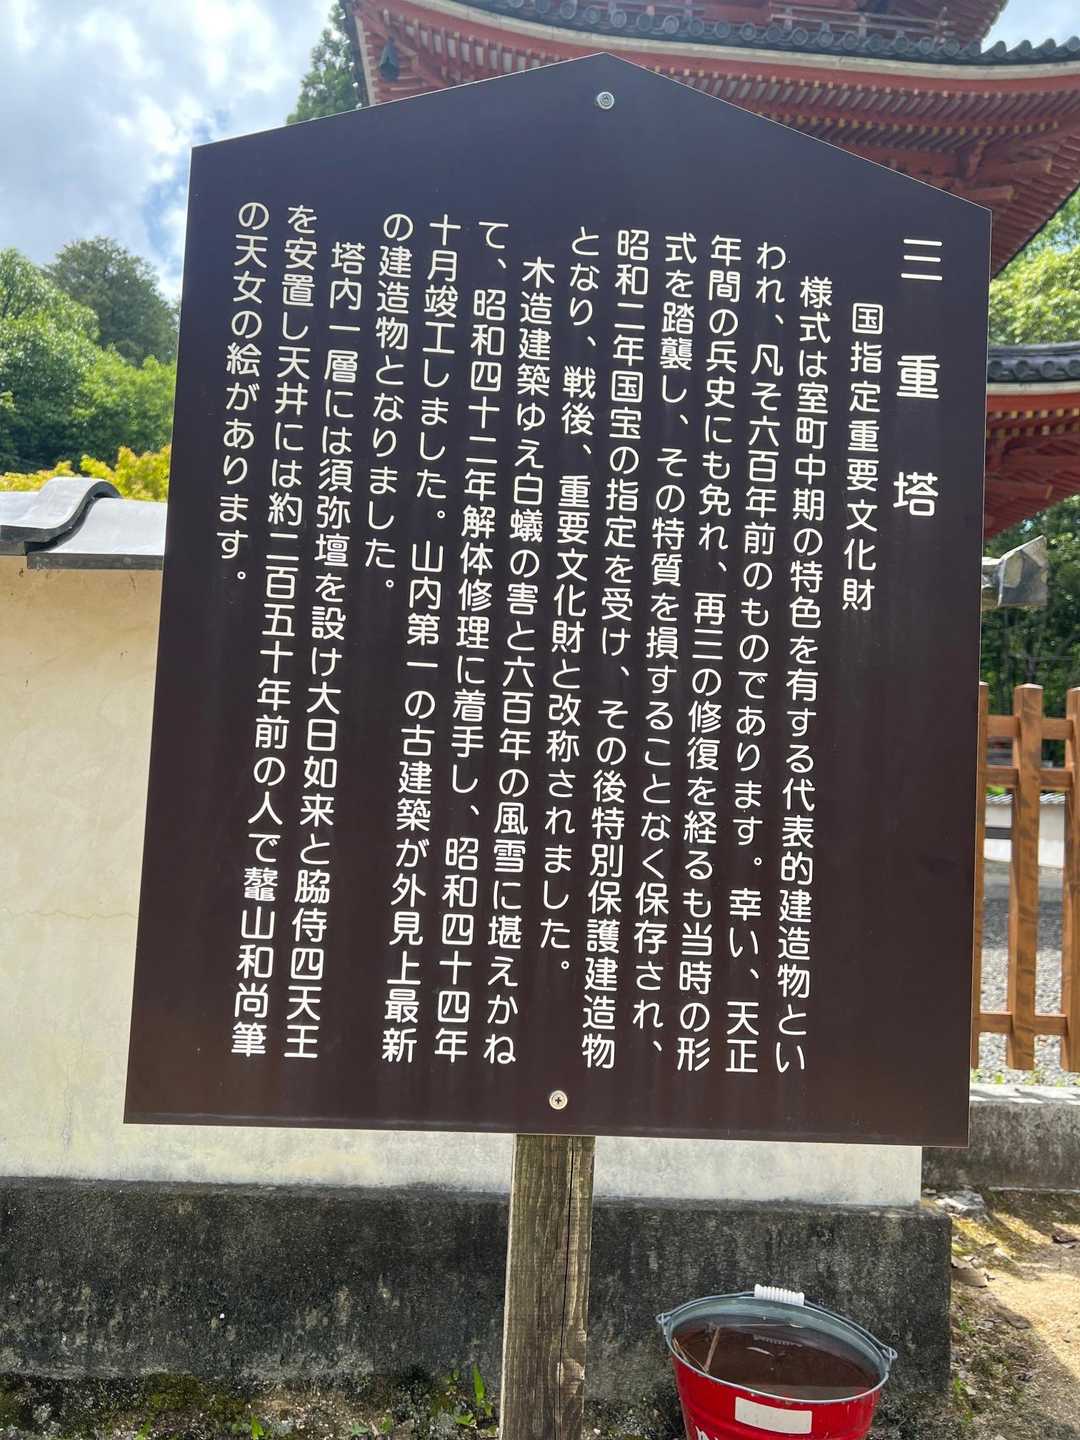 三重塔
国指定重要文化財
様式は室町中期の特色を有する代表的建造物とい
われ、凡そ六百年前のものであります。幸い、天正
年間の兵史にも免れ、再三の修復を経るも当時の形
式を踏襲し、その特質を損することなく保存され、
昭和二年国宝の指定を受け、その後特別保護建造物
となり、戦後、重要文化財と改称されました。
木造建築ゆえ白蟻の害と六百年の風雪に堪えかね
て、昭和四十二年解体修理に着手し、昭和四十四年
十月竣工しました。山内第一の古建築が外見上最新
の建造物となりました。
塔内一層には須弥壇を設け大日如来と脇侍四天王
を安置し天井には約二百五十年前の人で鼇山和尚筆
の天女の絵があります。